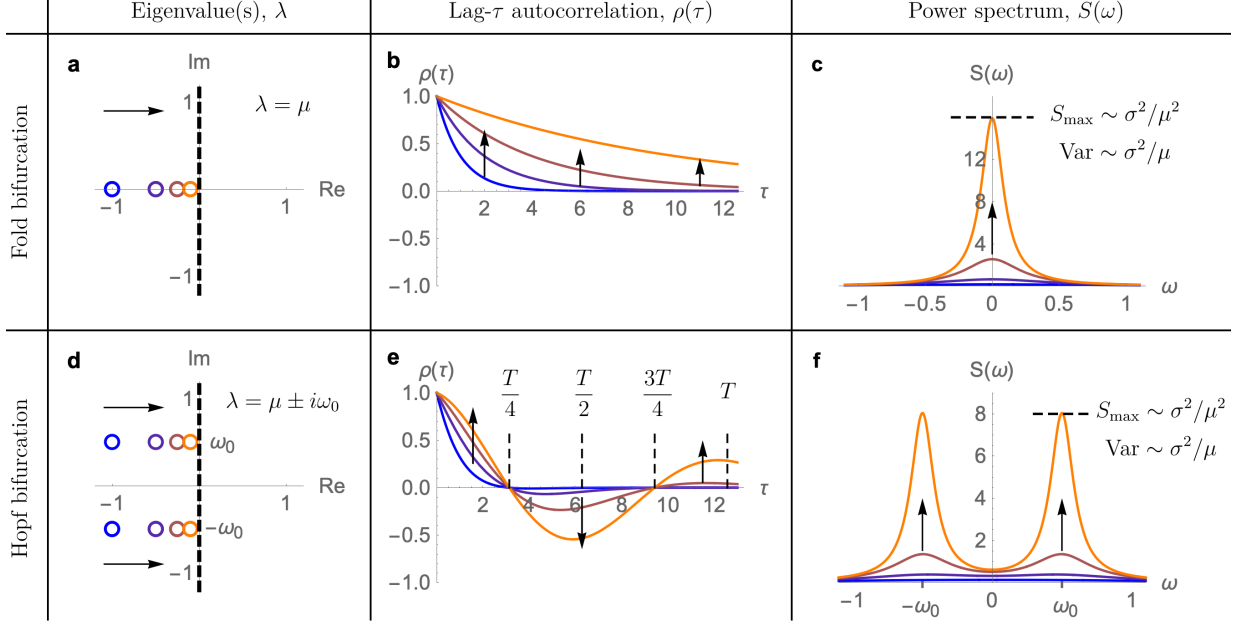 Eigenvalue(s), λ
Lag-τ autocorrelation, ρ(τ)
Power spectrum, S(ω)
Fold bifurcation
a
Im
1
λ = μ
−1
1
Re
−1
b
ρ(τ)
1.0
0.5
0.0
2
4
6
8
10
12
τ
−0.5
−1.0
c
S(ω)
S_max ∼ σ²/μ²
Var ∼ σ²/μ
12
8
4
−1
−0.5
0
0.5
1
ω
Hopf bifurcation
d
Im
1
λ = μ ± iω₀
ω₀
−1
1
Re
−ω₀
−1
e
ρ(τ)
T/4
T/2
3T/4
T
1.0
0.5
0.0
2
4
6
8
10
12
τ
−0.5
−1.0
f
S(ω)
8
S_max ∼ σ²/μ²
Var ∼ σ²/μ
6
4
2
−1
−ω₀
0
ω₀
1
ω